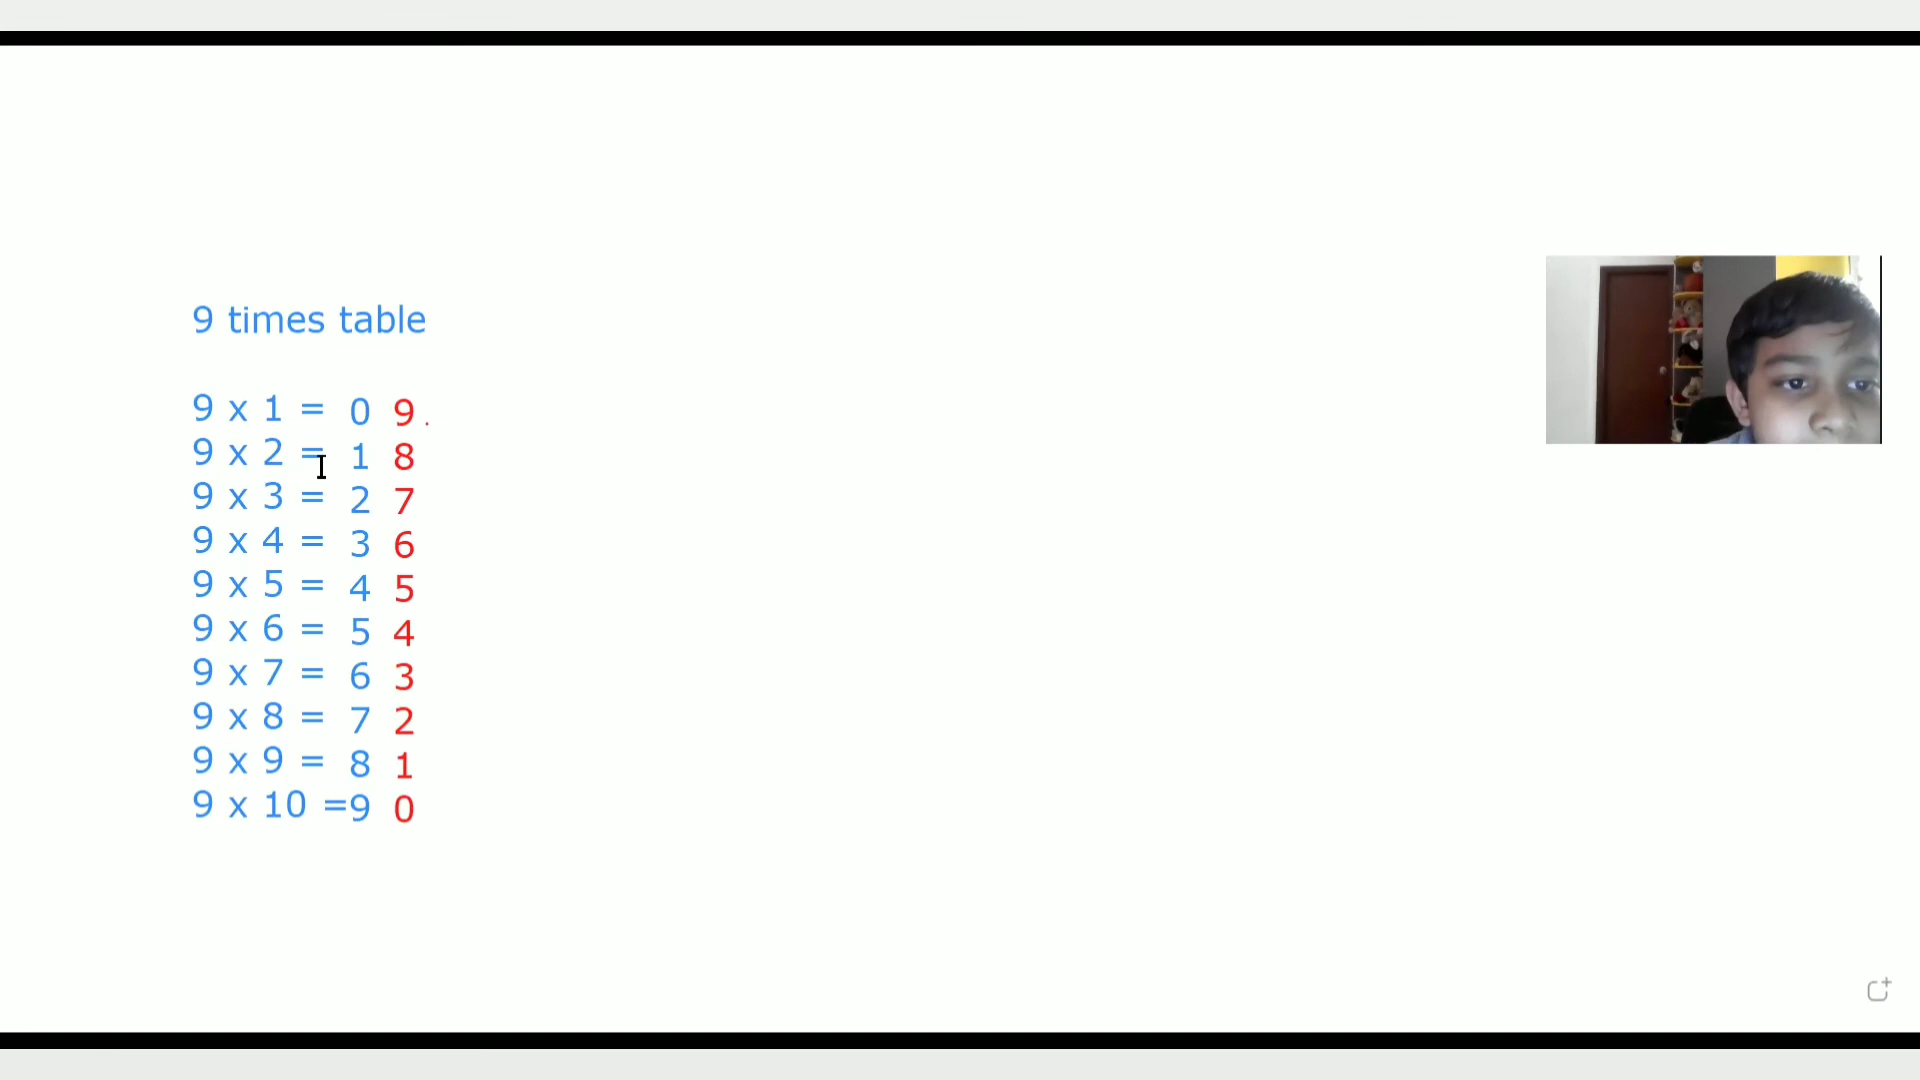 9 times table
9 x 1 = 0 9 .
9 x 2 = 1 8
9 x 3 = 2 7
9 x 4 = 3 6
9 x 5 = 4 5
9 x 6 = 5 4
9 x 7 = 6 3
9 x 8 = 7 2
9 x 9 = 8 1
9 x 10 =9 0